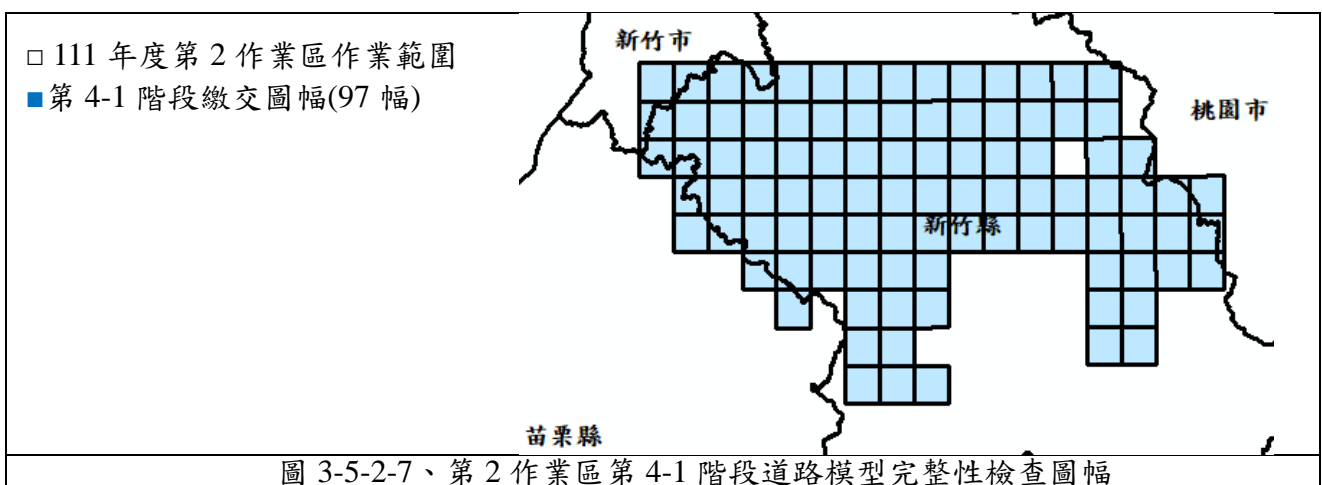 □ 111 年度第 2 作業區作業範圍
■第 4-1 階段繳交圖幅(97 幅)
新竹市
桃園市
新竹縣
苗栗縣
圖 3-5-2-7、第 2 作業區第 4-1 階段道路模型完整性檢查圖幅